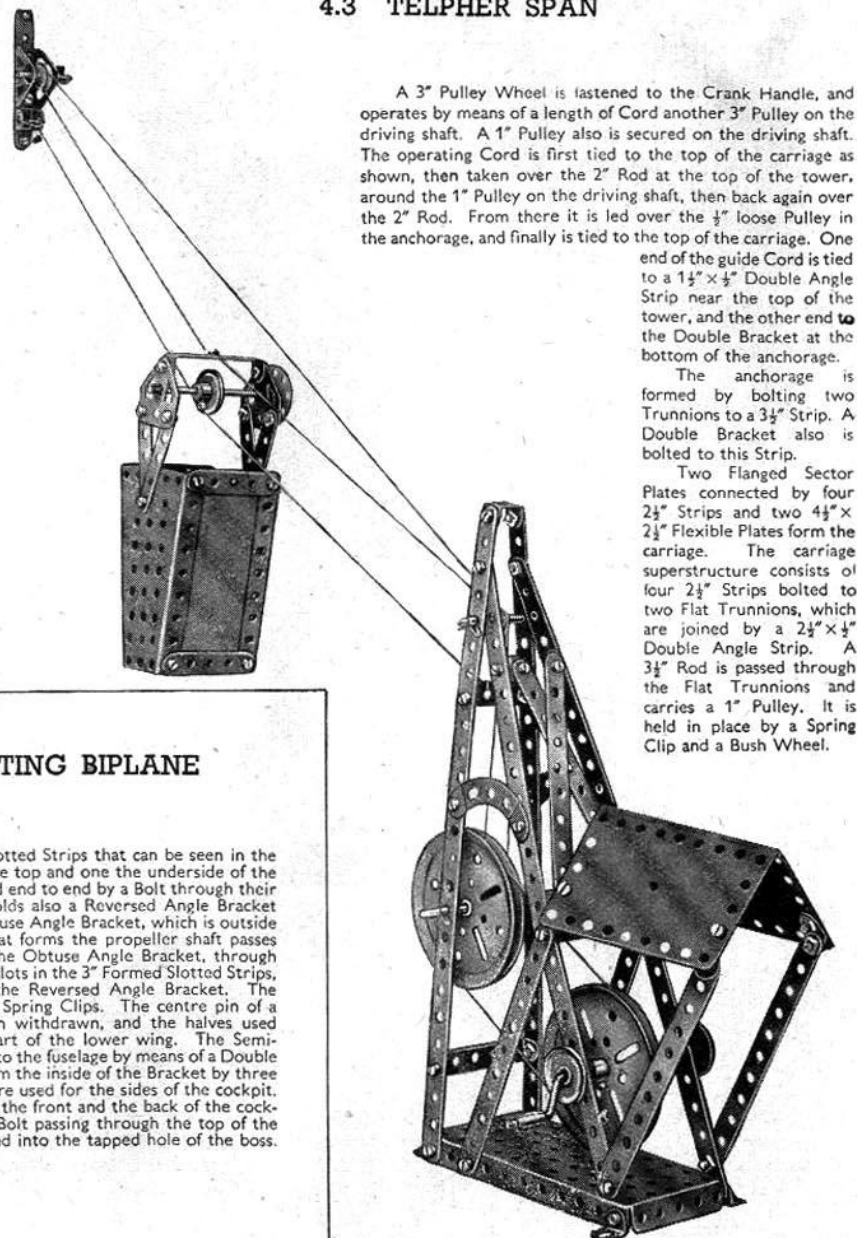 4.3 TELPHER SPAN
A 3" Pulley Wheel is fastened to the Crank Handle, and
operates by means of a length of Cord another 3" Pulley on the
driving shaft. A 1" Pulley also is secured on the driving shaft.
The operating Cord is first tied to the top of the carriage as
shown, then taken over the 2" Rod at the top of the tower,
around the 1" Pulley on the driving shaft, then back again over
the 2" Rod. From there it is led over the ½" loose Pulley in
the anchorage, and finally is tied to the top of the carriage. One
end of the guide Cord is tied
to a 1½" × ½" Double Angle
Strip near the top of the
tower, and the other end to
the Double Bracket at the
bottom of the anchorage.
The anchorage is
formed by bolting two
Trunnions to a 3½" Strip. A
Double Bracket also is
bolted to this Strip.
Two Flanged Sector
Plates connected by four
2½" Strips and two 4½" ×
2½" Flexible Plates form the
carriage. The carriage
superstructure consists of
four 2½" Strips bolted to
two Flat Trunnions, which
are joined by a 2½" × ½"
Double Angle Strip. A
3½" Rod is passed through
the Flat Trunnions and
carries a 1" Pulley. It is
held in place by a Spring
Clip and a Bush Wheel.
TING BIPLANE
otted Strips that can be seen in the
e top and one the underside of the
d end to end by a Bolt through their
olds also a Reversed Angle Bracket
use Angle Bracket, which is outside
at forms the propeller shaft passes
he Obtuse Angle Bracket, through
lots in the 3" Formed Slotted Strips,
he Reversed Angle Bracket. The
Spring Clips. The centre pin of a
n withdrawn, and the halves used
art of the lower wing. The Semi-
to the fuselage by means of a Double
m the inside of the Bracket by three
re used for the sides of the cockpit.
the front and the back of the cock-
Bolt passing through the top of the
ed into the tapped hole of the boss.